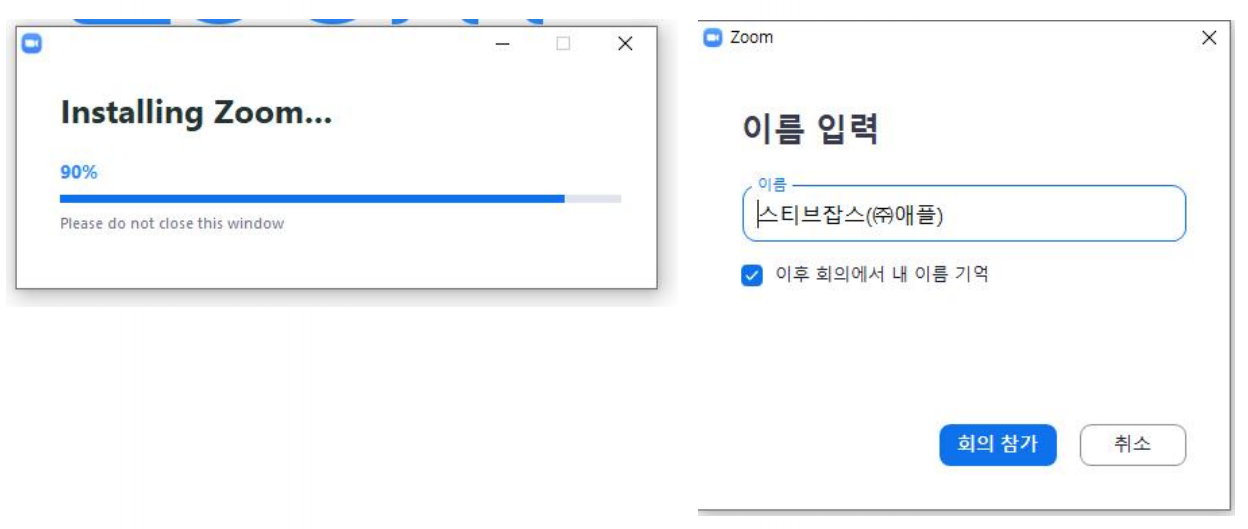 Installing Zoom...
90%
Please do not close this window
Zoom
이름 입력
이름
스티브잡스(㈜애플)
이후 회의에서 내 이름 기억
회의 참가
취소